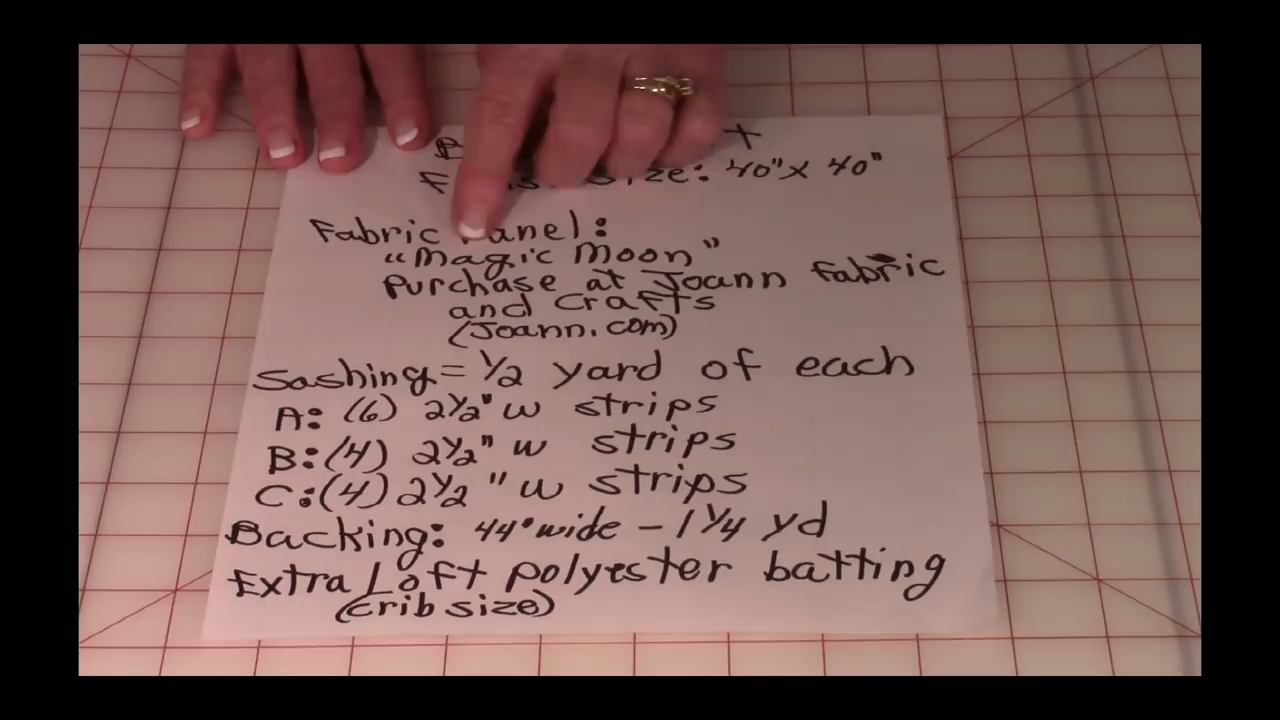 Size: 40" x 40"
Fabric Panel:
"Magic Moon"
Purchase at Joann fabric
and crafts
(Joann.com)
Sashing = 1/2 yard of each
A: (6) 2 1/2" w strips
B: (4) 2 1/2" w strips
C: (4) 2 1/2" w strips
Backing: 44" wide - 1 1/4 yd
Extra Loft polyester batting
(crib size)